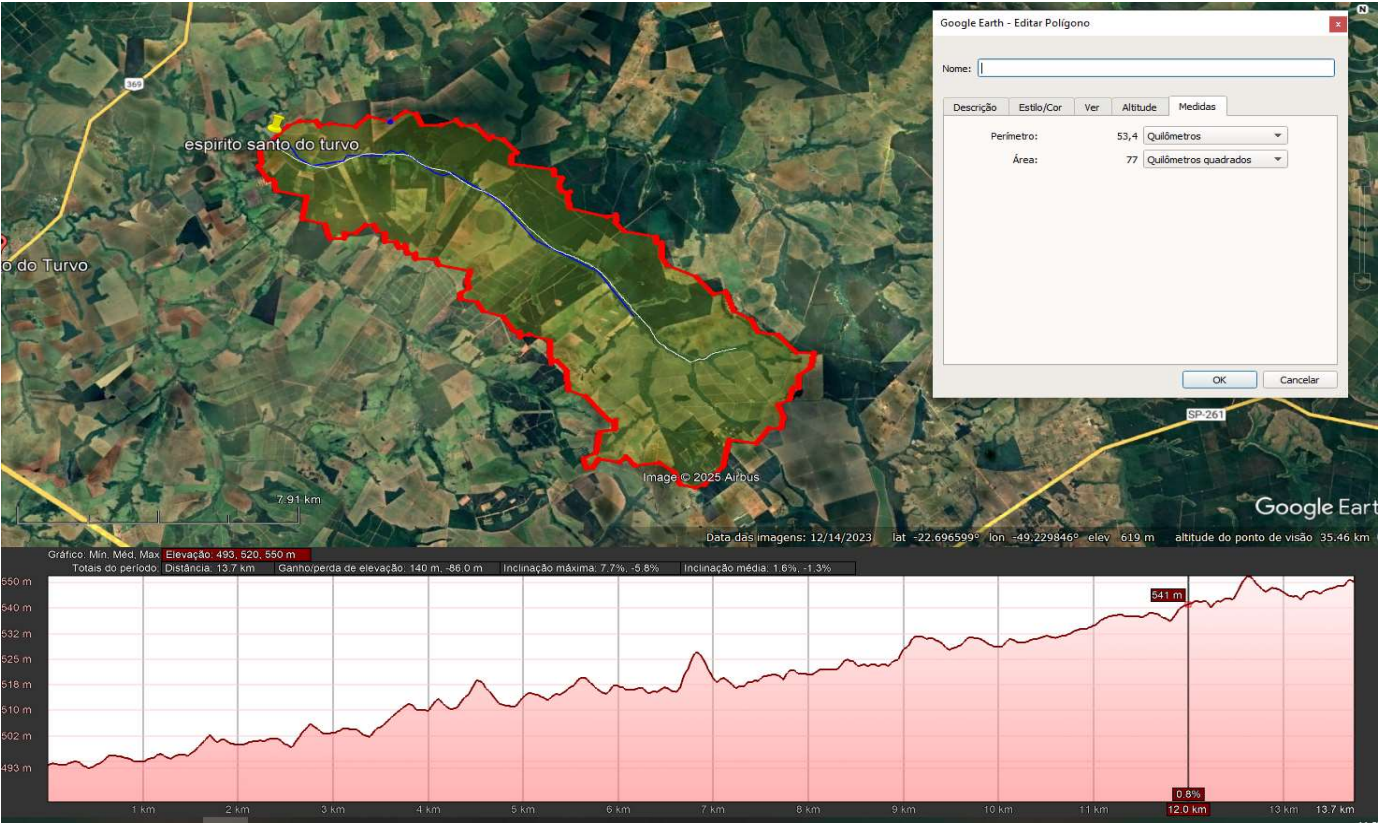 N
Google Earth - Editar Polígono
x
Nome:
Descrição Estilo/Cor Ver Altitude Medidas
Perímetro: 53,4 Quilômetros
Área: 77 Quilômetros quadrados
OK Cancelar
369
espirito santo do turvo
o do Turvo
SP-261
Image © 2025 Airbus
7.91 km
Google Eart
Data das imagens: 12/14/2023 lat -22.696599° lon -49.229846° elev 619 m altitude do ponto de visão 35.46 km
Gráfico: Mín, Méd, Máx Elevação: 493, 520, 550 m
Totais do período: Distância: 13.7 km Ganho/perda de elevação: 140 m, -86.0 m Inclinação máxima: 7.7%, -5.8% Inclinação média: 1.6%, -1.3%
550 m
540 m
532 m
525 m
518 m
510 m
502 m
493 m
541 m
0.8%
1 km 2 km 3 km 4 km 5 km 6 km 7 km 8 km 9 km 10 km 11 km 12.0 km 13 km 13.7 km